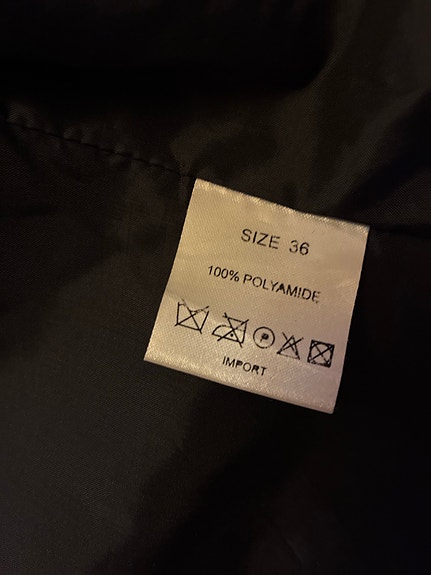 SIZE 36
100% POLYAMIDE
P
IMPORT